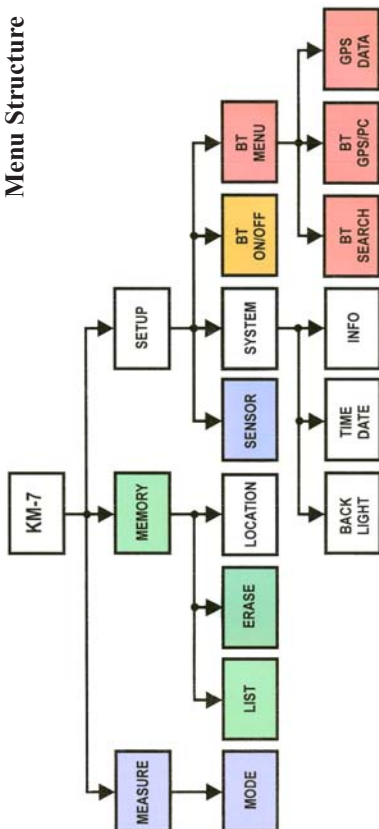 Menu Structure
KM-7
MEASURE
MEMORY
SETUP
MODE
LIST
ERASE
LOCATION
SENSOR
SYSTEM
BT
ON/OFF
BT
MENU
BACK
LIGHT
TIME
DATE
INFO
BT
SEARCH
BT
GPS/PC
GPS
DATA